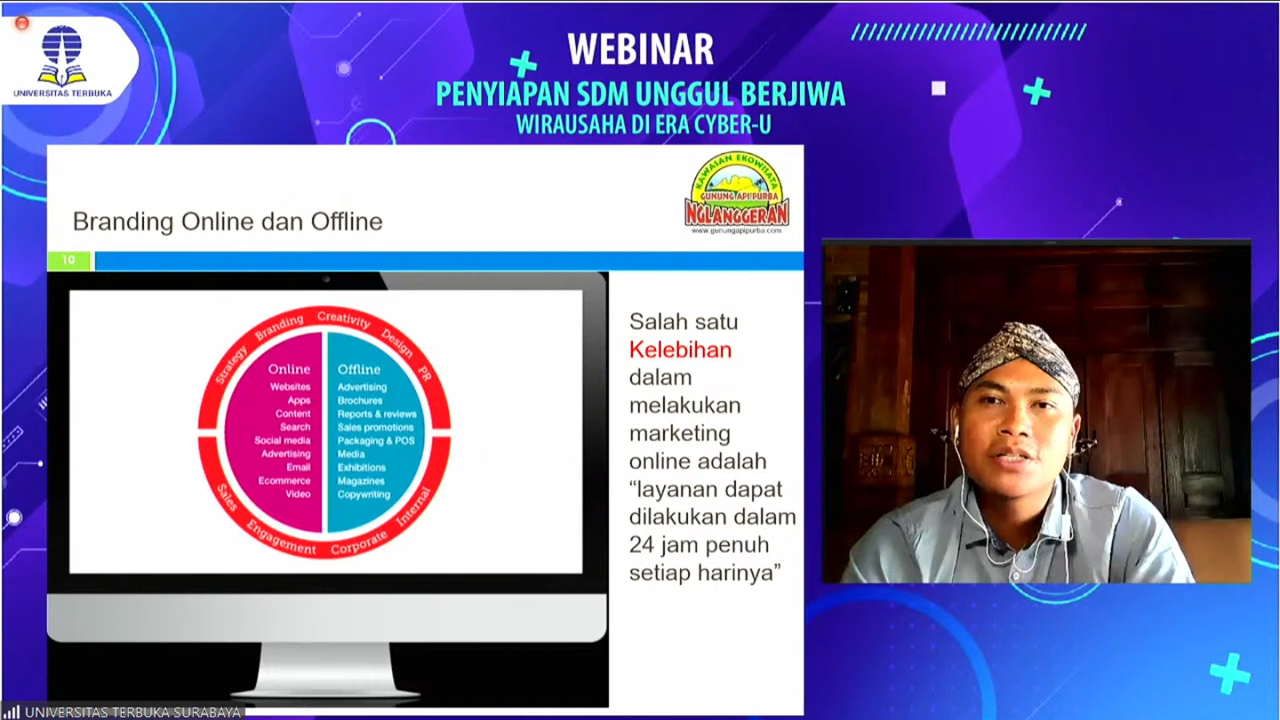 UNIVERSITAS TERBUKA
WEBINAR
PENYIAPAN SDM UNGGUL BERJIWA
WIRAUSAHA DI ERA CYBER-U
Branding Online dan Offline
KAWASAN EKOWISATA
GUNUNG API PURBA
NGLANGGERAN
www.gunungapipurba.com
10
Strategy Branding Creativity Design PR
Online
Websites
Apps
Content
Search
Social media
Advertising
Email
Ecommerce
Video
Offline
Advertising
Brochures
Reports & reviews
Sales promotions
Packaging & POS
Media
Exhibitions
Magazines
Copywriting
Sales Engagement Corporate Internal
Salah satu
Kelebihan
dalam
melakukan
marketing
online adalah
“layanan dapat
dilakukan dalam
24 jam penuh
setiap harinya”
UNIVERSITAS TERBUKA SURABAYA